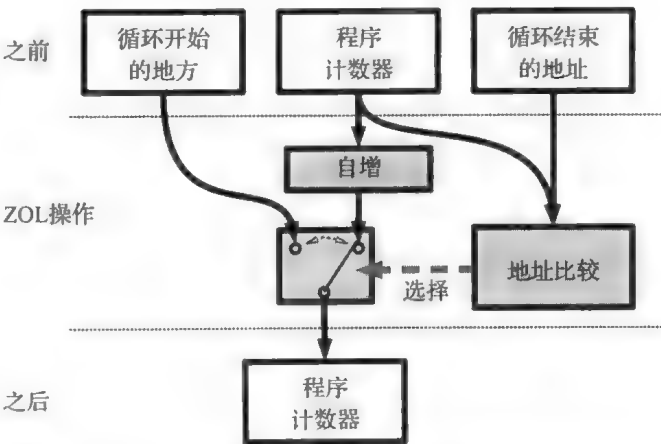 之前
循环开始
的地方
程序
计数器
循环结束
的地址
自增
ZOL操作
地址比较
选择
之后
程序
计数器